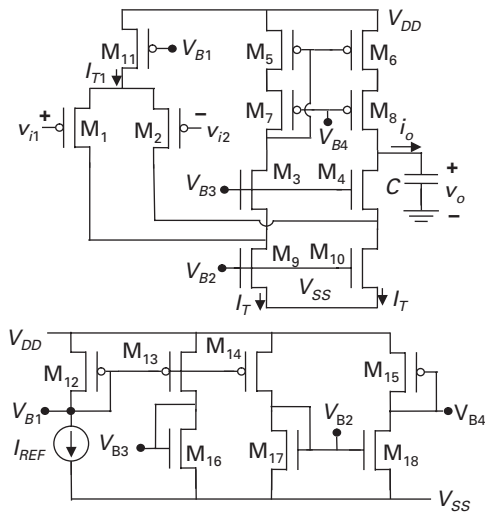 V_DD
M_11
V_B1
M_5
M_6
I_T1
+
−
M_7
M_8
v_i1
M_1
M_2
v_i2
V_B4
i_o
V_B3
M_3
M_4
C
+
v_o
−
M_9
M_10
V_B2
V_SS
I_T
I_T
V_DD
M_12
M_13
M_14
M_15
V_B1
V_B2
V_B4
I_REF
V_B3
M_16
M_17
M_18
V_SS